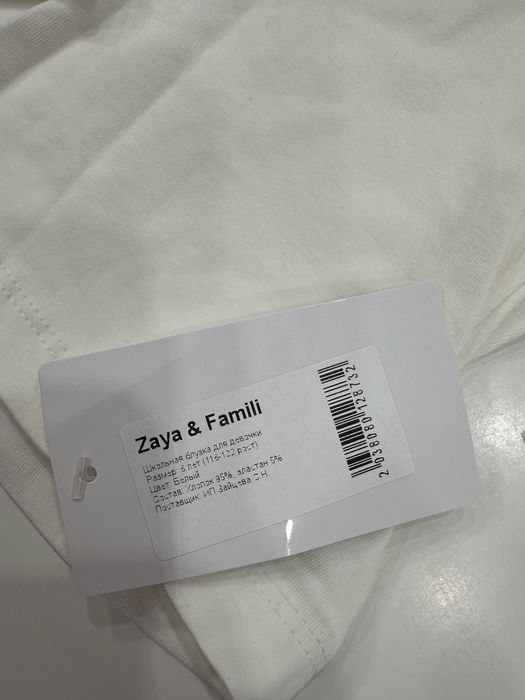 Zaya & Famili
Школьная блузка для девочки
Размер: 6 лет (116-122 рост)
Цвет: Белый
Состав: Хлопок 95%, эластан 5%
Поставщик: ИП Зайцева О.Н.
2038080128732